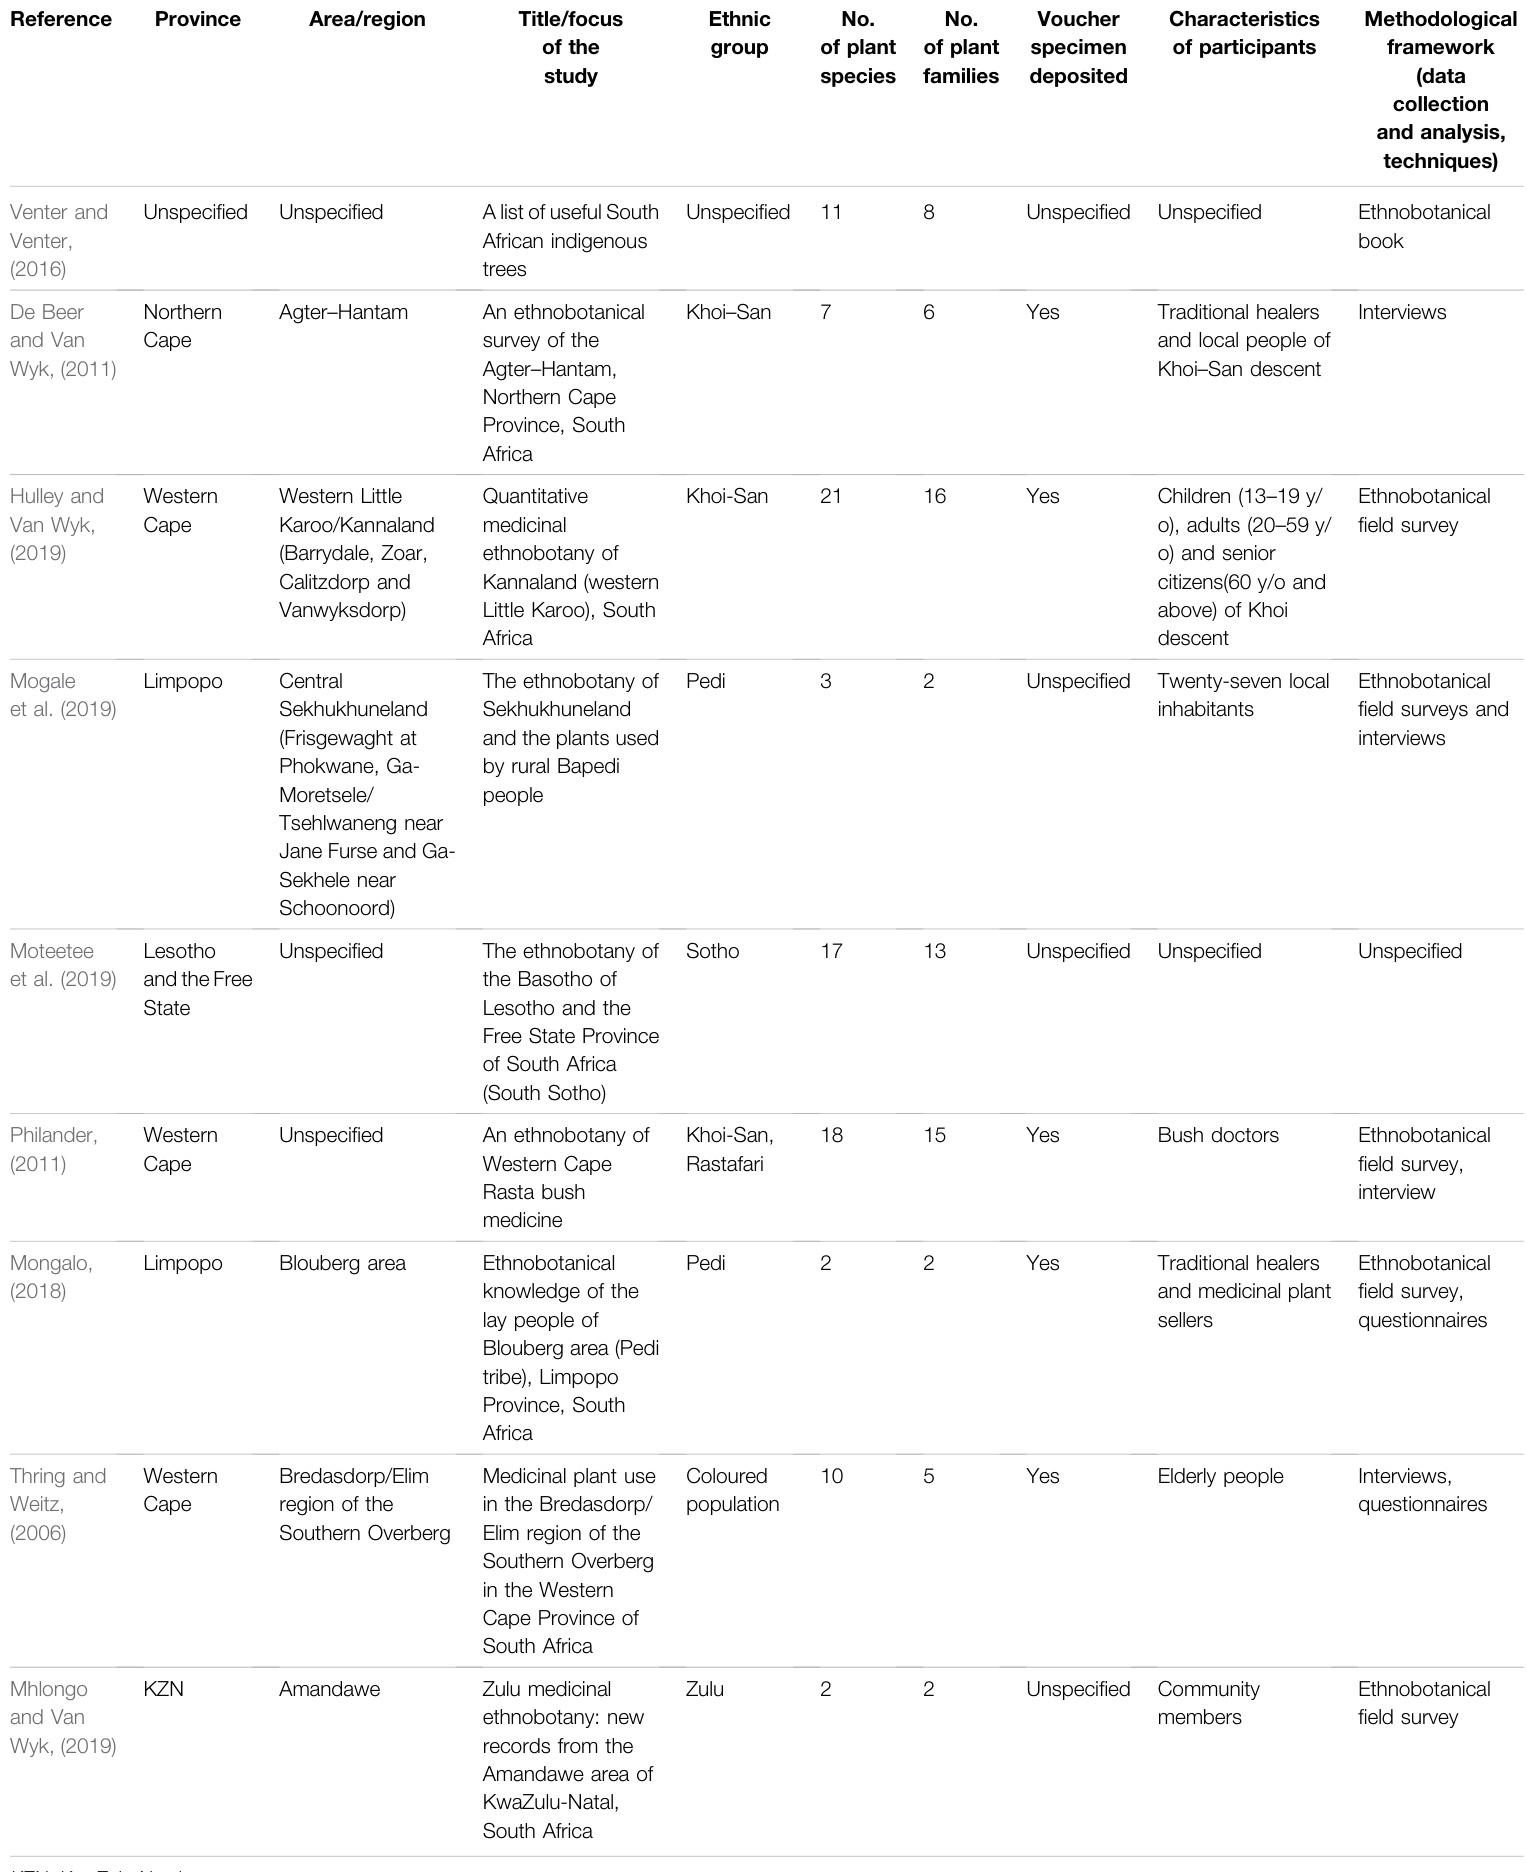 Reference
Province
Area/region
Title/focus
of the
study
Ethnic
group
No.
of plant
species
No.
of plant
families
Voucher
specimen
deposited
Characteristics
of participants
Methodological
framework
(data
collection
and analysis,
techniques)
Venter and
Venter,
(2016)
Unspecified
Unspecified
A list of useful South
African indigenous
trees
Unspecified
11
8
Unspecified
Unspecified
Ethnobotanical
book
De Beer
and Van
Wyk, (2011)
Northern
Cape
Agter–Hantam
An ethnobotanical
survey of the
Agter–Hantam,
Northern Cape
Province, South
Africa
Khoi–San
7
6
Yes
Traditional healers
and local people of
Khoi–San descent
Interviews
Hulley and
Van Wyk,
(2019)
Western
Cape
Western Little
Karoo/Kannaland
(Barrydale, Zoar,
Calitzdorp and
Vanwyksdorp)
Quantitative
medicinal
ethnobotany of
Kannaland (western
Little Karoo), South
Africa
Khoi-San
21
16
Yes
Children (13–19 y/
o), adults (20–59 y/
o) and senior
citizens(60 y/o and
above) of Khoi
descent
Ethnobotanical
field survey
Mogale
et al. (2019)
Limpopo
Central
Sekhukhuneland
(Frisgewaght at
Phokwane, Ga-
Moretsele/
Tsehlwaneng near
Jane Furse and Ga-
Sekhele near
Schoonoord)
The ethnobotany of
Sekhukhuneland
and the plants used
by rural Bapedi
people
Pedi
3
2
Unspecified
Twenty-seven local
inhabitants
Ethnobotanical
field surveys and
interviews
Moteetee
et al. (2019)
Lesotho
and the Free
State
Unspecified
The ethnobotany of
the Basotho of
Lesotho and the
Free State Province
of South Africa
(South Sotho)
Sotho
17
13
Unspecified
Unspecified
Unspecified
Philander,
(2011)
Western
Cape
Unspecified
An ethnobotany of
Western Cape
Rasta bush
medicine
Khoi-San,
Rastafari
18
15
Yes
Bush doctors
Ethnobotanical
field survey,
interview
Mongalo,
(2018)
Limpopo
Blouberg area
Ethnobotanical
knowledge of the
lay people of
Blouberg area (Pedi
tribe), Limpopo
Province, South
Africa
Pedi
2
2
Yes
Traditional healers
and medicinal plant
sellers
Ethnobotanical
field survey,
questionnaires
Thring and
Weitz,
(2006)
Western
Cape
Bredasdorp/Elim
region of the
Southern Overberg
Medicinal plant use
in the Bredasdorp/
Elim region of the
Southern Overberg
in the Western
Cape Province of
South Africa
Coloured
population
10
5
Yes
Elderly people
Interviews,
questionnaires
Mhlongo
and Van
Wyk, (2019)
KZN
Amandawe
Zulu medicinal
ethnobotany: new
records from the
Amandawe area of
KwaZulu-Natal,
South Africa
Zulu
2
2
Unspecified
Community
members
Ethnobotanical
field survey